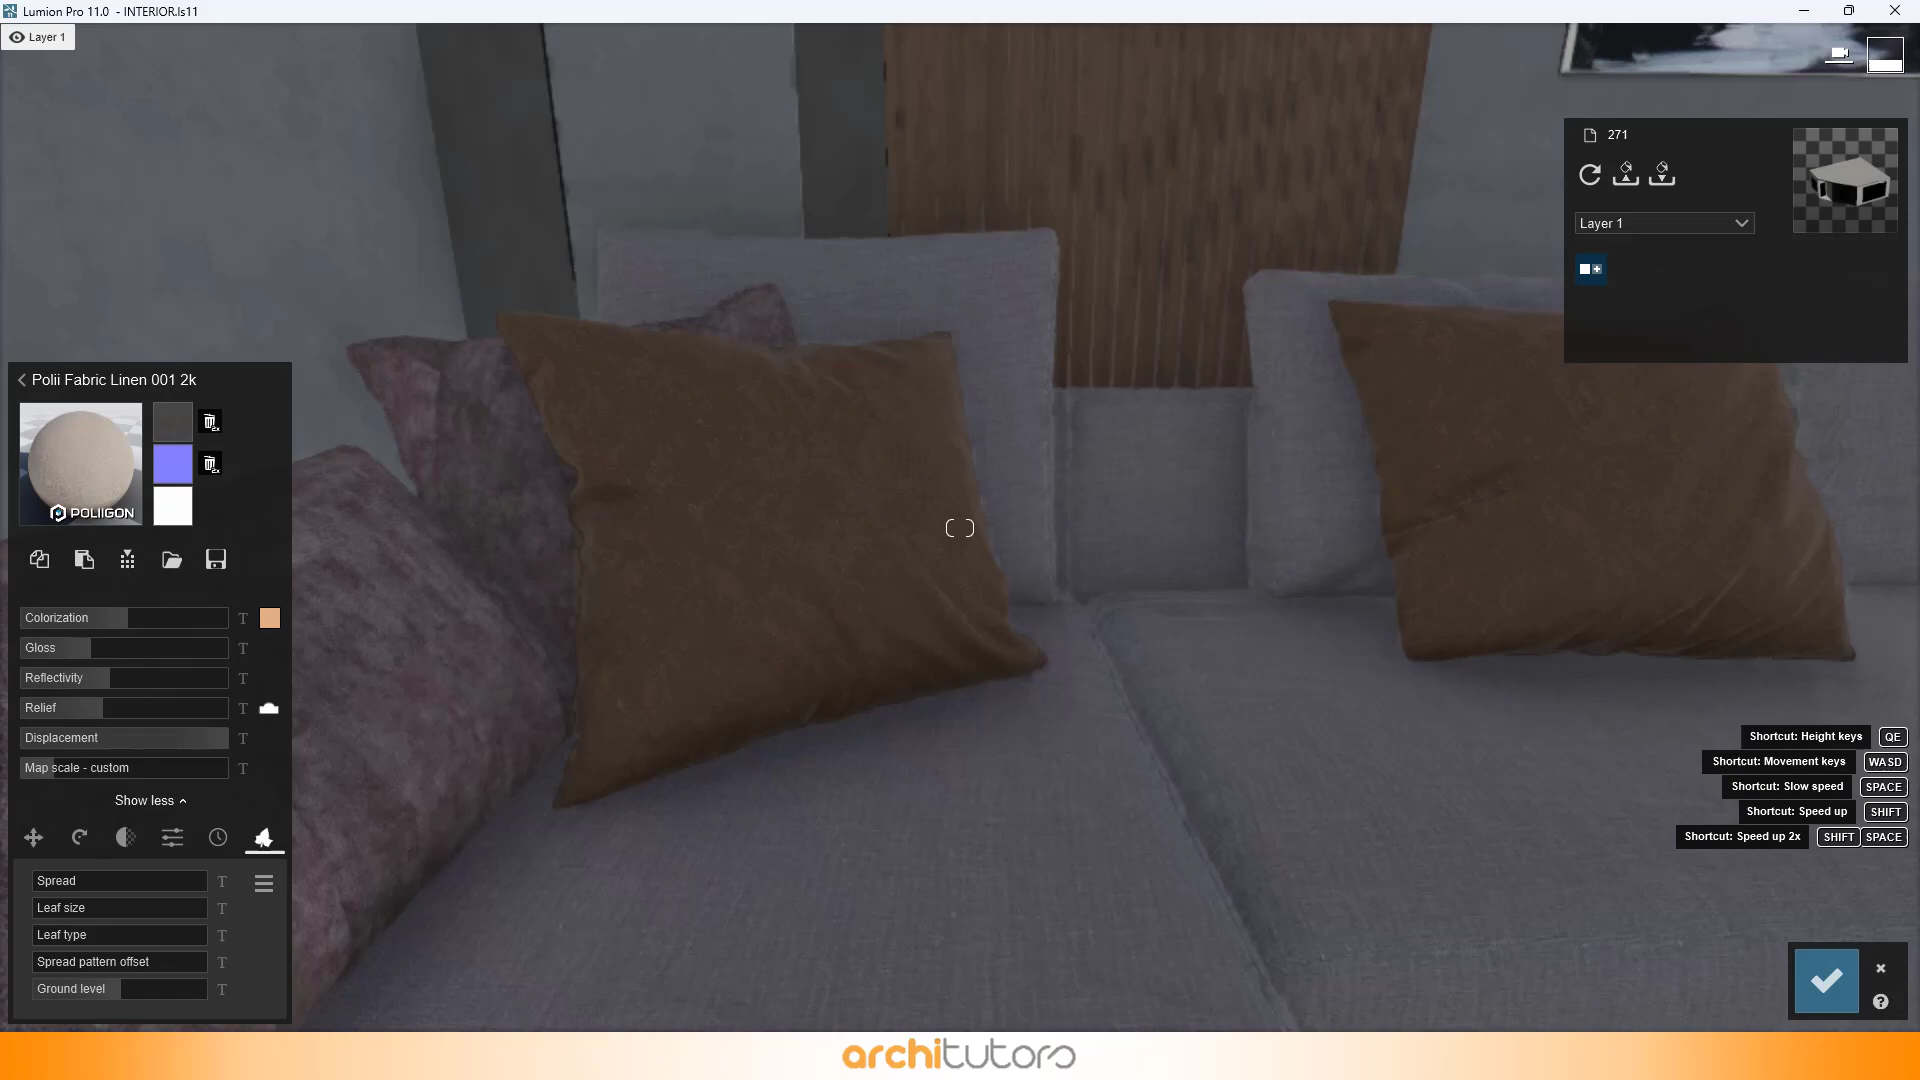 Lumion Pro 11.0 - INTERIOR.ls11
Layer 1
271
Layer 1
Polii Fabric Linen 001 2k
POLIIGON
Colorization T
Gloss T
Reflectivity T
Relief T
Displacement T
Map scale - custom T
Show less
Spread T
Leaf size T
Leaf type T
Spread pattern offset T
Ground level T
Shortcut: Height keys QE
Shortcut: Movement keys WASD
Shortcut: Slow speed SPACE
Shortcut: Speed up SHIFT
Shortcut: Speed up 2x SHIFT SPACE
architutors